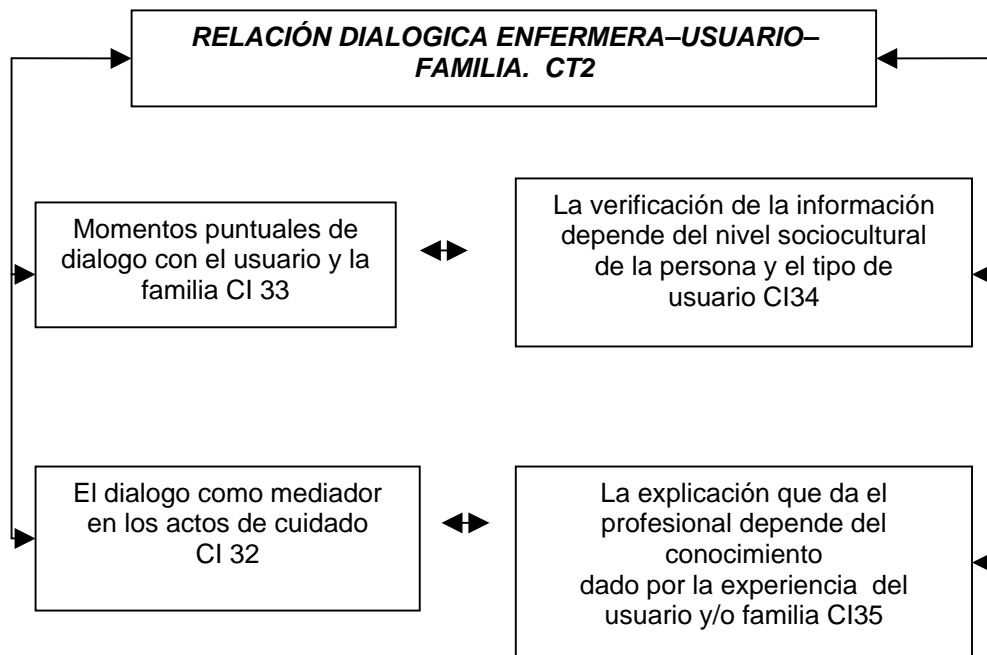 RELACIÓN DIALOGICA ENFERMERA–USUARIO–
FAMILIA. CT2
Momentos puntuales de
dialogo con el usuario y la
familia CI 33
La verificación de la información
depende del nivel sociocultural
de la persona y el tipo de
usuario CI34
El dialogo como mediador
en los actos de cuidado
CI 32
La explicación que da el
profesional depende del
conocimiento
dado por la experiencia del
usuario y/o familia CI35